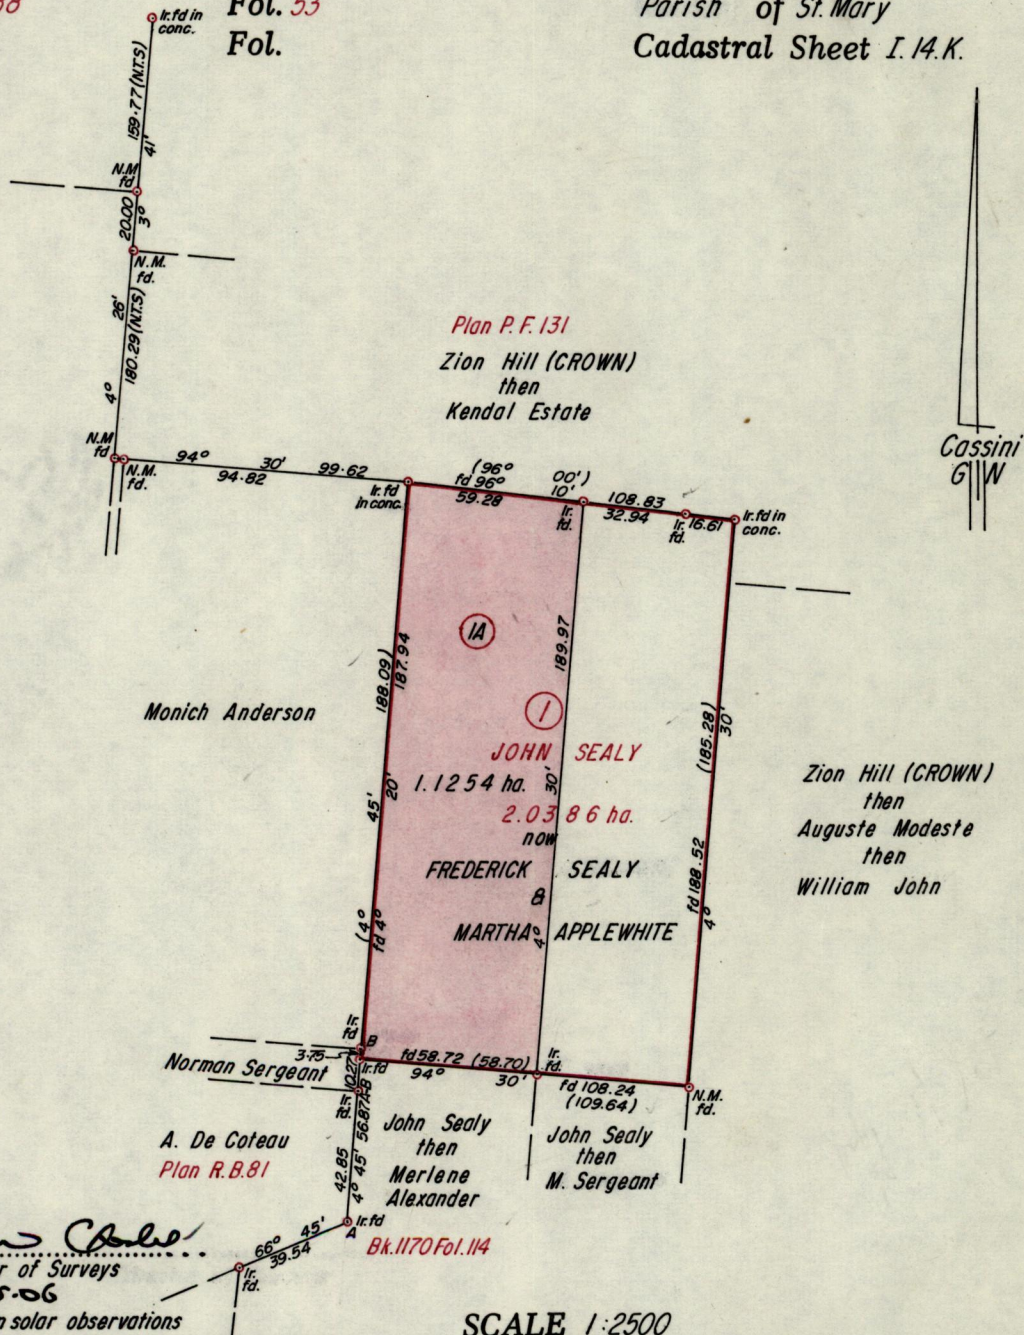 Fol. 53
Fol.
Parish of St. Mary
Cadastral Sheet I.14.K.
Ir.fd in
conc.
159.77(N.T.S)
41'
N.M
fd
20.00
3°
N.M.
fd.
26'
180.29(N.T.S)
4°
N.M
fd
N.M.
fd.
94° 30' 99.62
94.82
Plan P.F.131
Zion Hill (CROWN)
then
Kendal Estate
Cassini
G N
Ir.fd
in conc.
(96° 00')
fd 96° 10'
59.28
Ir.
fd.
108.83
32.94
Ir.
fd.
16.61
Ir.fd in
conc.
1A
188.09)
187.94
189.97
Monich Anderson
1
JOHN SEALY
1.1254 ha.
30'
2.0386 ha.
now
FREDERICK SEALY
&
MARTHA APPLEWHITE
4°
45'
20'
(4°
fd 4°
(185.28)
30'
fd 188.52
4°
Zion Hill (CROWN)
then
Auguste Modeste
then
William John
Ir.
fd
B
3.75
Ir.fd
Norman Sergeant
10.27
fd 58.72 (58.70)
94° 30'
Ir.
fd.
fd 108.24
(109.64)
N.M.
fd.
Ir.
fd.
56.87A-B
A. De Coteau
Plan R.B.81
42.85
4° 45'
John Sealy
then
Merlene
Alexander
John Sealy
then
M. Sergeant
Ir.fd
A
Bk.1170 Fol.114
66° 45'
39.54
Ir.
fd.
r of Surveys
5.06
n solar observations
SCALE 1:2500